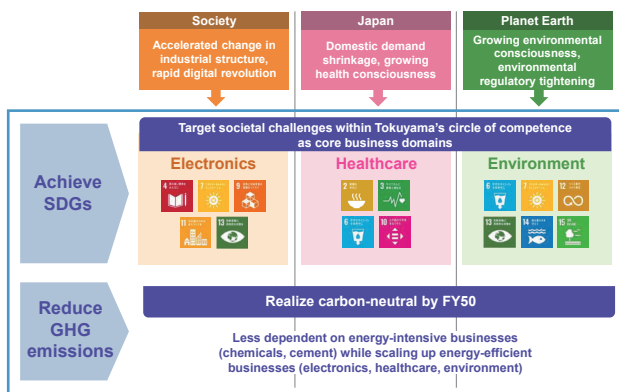 Society
Accelerated change in
industrial structure,
rapid digital revolution
Japan
Domestic demand
shrinkage, growing
health consciousness
Planet Earth
Growing environmental
consciousness,
environmental
regulatory tightening
Achieve
SDGs
Target societal challenges within Tokuyama's circle of competence
as core business domains
Electronics
4
7
9
11
13
Healthcare
2
3
6
10
Environment
6
7
12
13
14
15
Reduce
GHG
emissions
Realize carbon-neutral by FY50
Less dependent on energy-intensive businesses
(chemicals, cement) while scaling up energy-efficient
businesses (electronics, healthcare, environment)